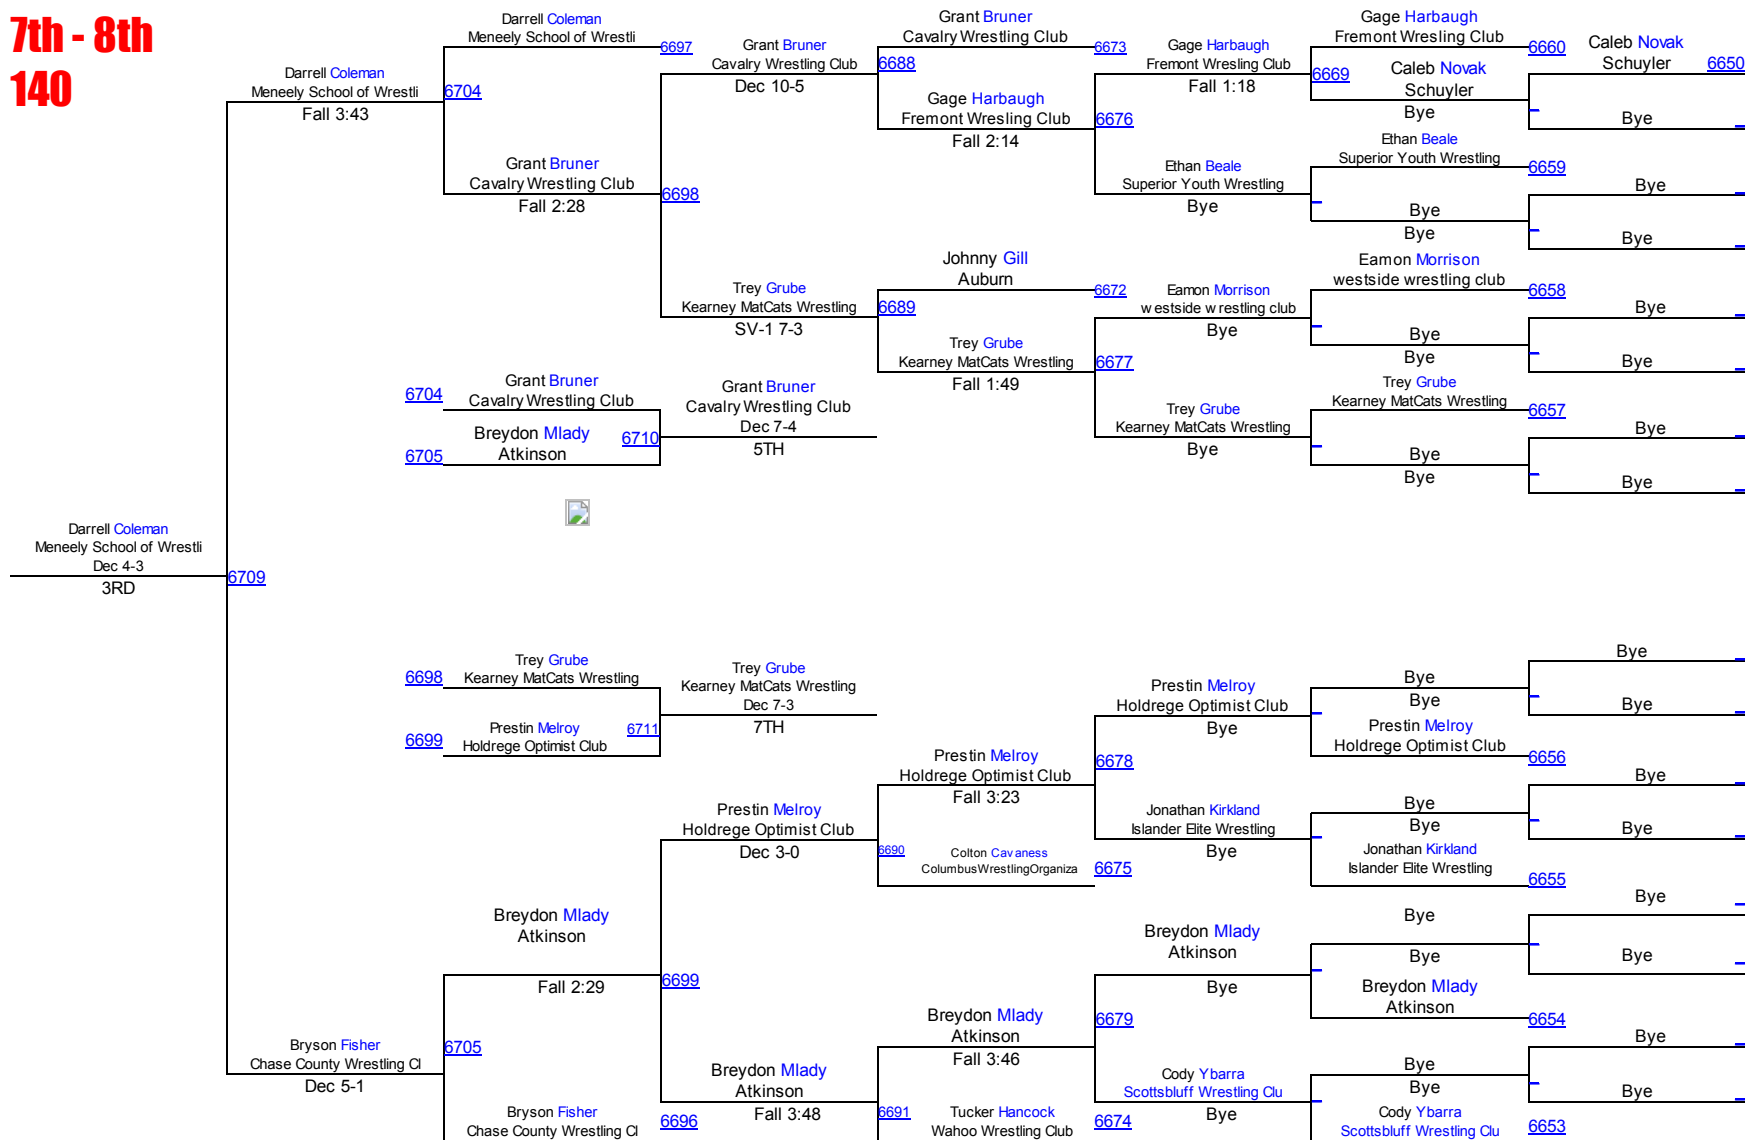 7th - 8th
140
Darrell Coleman
Meneely School of Wrestli
Fall 3:43
Darrell Coleman
Meneely School of Wrestli
6697
6704
Grant Bruner
Cavalry Wrestling Club
Fall 2:28
Grant Bruner
Cavalry Wrestling Club
Dec 10-5
6698
Trey Grube
Kearney MatCats Wrestling
SV-1 7-3
Grant Bruner
Cavalry Wrestling Club
6673
6688
Gage Harbaugh
Fremont Wresling Club
Fall 2:14
6676
Johnny Gill
Auburn
6672
6689
Trey Grube
Kearney MatCats Wrestling
Fall 1:49
6677
Gage Harbaugh
Fremont Wresling Club
Fall 1:18
Ethan Beale
Superior Youth Wrestling
Bye
Eamon Morrison
westside wrestling club
Bye
Trey Grube
Kearney MatCats Wrestling
Bye
Gage Harbaugh
Fremont Wresling Club
6660
6669
Caleb Novak
Schuyler
Bye
Ethan Beale
Superior Youth Wrestling
6659
Bye
Bye
Eamon Morrison
westside wrestling club
6658
Bye
Bye
Trey Grube
Kearney MatCats Wrestling
6657
Bye
Bye
Caleb Novak
Schuyler
6650
Bye
Bye
Bye
Bye
Bye
Bye
Bye
6704
Grant Bruner
Cavalry Wrestling Club
6705
Breydon Mlady
Atkinson
6710
Grant Bruner
Cavalry Wrestling Club
Dec 7-4
5TH
Darrell Coleman
Meneely School of Wrestli
Dec 4-3
3RD
6709
6698
Trey Grube
Kearney MatCats Wrestling
6699
Prestin Melroy
Holdrege Optimist Club
6711
Trey Grube
Kearney MatCats Wrestling
Dec 7-3
7TH
Bryson Fisher
Chase County Wrestling Cl
Dec 5-1
Breydon Mlady
Atkinson
Fall 2:29
6705
Bryson Fisher
Chase County Wrestling Cl
6696
Prestin Melroy
Holdrege Optimist Club
Dec 3-0
6699
Breydon Mlady
Atkinson
Fall 3:48
Prestin Melroy
Holdrege Optimist Club
Fall 3:23
6678
6690
Colton Cavaness
ColumbusWrestlingOrganiza
6675
Breydon Mlady
Atkinson
Fall 3:46
6679
6691
Tucker Hancock
Wahoo Wrestling Club
6674
Prestin Melroy
Holdrege Optimist Club
Bye
Jonathan Kirkland
Islander Elite Wrestling
Bye
Breydon Mlady
Atkinson
Bye
Cody Ybarra
Scottsbluff Wrestling Clu
Bye
Bye
Bye
Prestin Melroy
Holdrege Optimist Club
6656
Bye
Bye
Jonathan Kirkland
Islander Elite Wrestling
6655
Bye
Bye
Breydon Mlady
Atkinson
6654
Bye
Bye
Cody Ybarra
Scottsbluff Wrestling Clu
6653
Bye
Bye
Bye
Bye
Bye
Bye
Bye
Bye